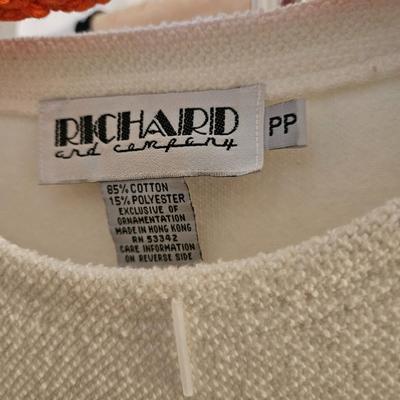 RICHARD
and company
PP
85% COTTON
15% POLYESTER
EXCLUSIVE OF
ORNAMENTATION
MADE IN HONG KONG
RN 53342
CARE INFORMATION
ON REVERSE SIDE